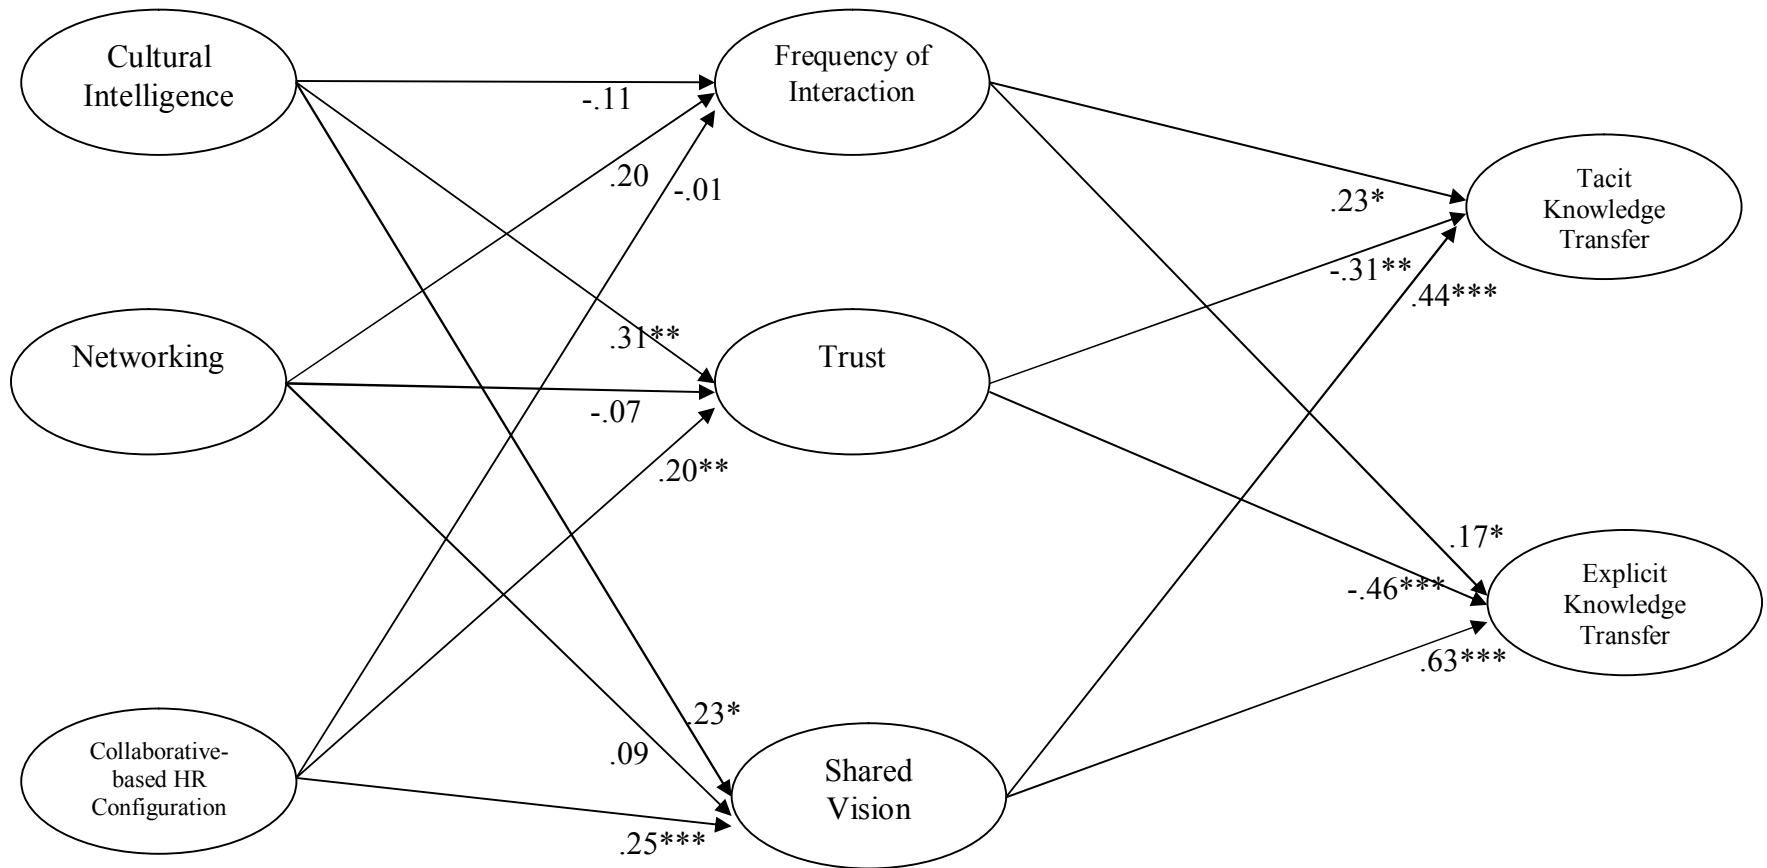 Cultural
Intelligence
Frequency of
Interaction
-.11
.20
-.01
Tacit
Knowledge
Transfer
.23*
-.31**
.44***
Networking
.31**
Trust
-.07
.20**
.17*
-.46***
Explicit
Knowledge
Transfer
.63***
.23*
.09
Collaborative-
based HR
Configuration
.25***
Shared
Vision